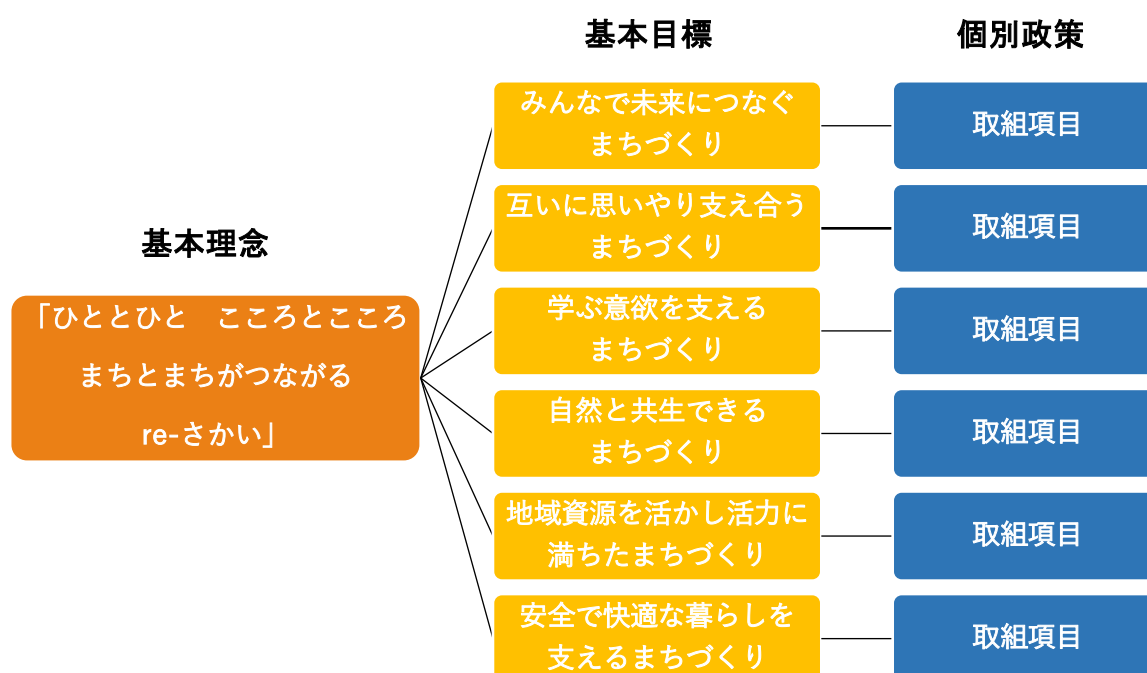 基本目標
個別政策
基本理念
「ひととひと　こころとこころ
まちとまちがつながる
re-さかい」
みんなで未来につなぐ
まちづくり
取組項目
互いに思いやり支え合う
まちづくり
取組項目
学ぶ意欲を支える
まちづくり
取組項目
自然と共生できる
まちづくり
取組項目
地域資源を活かし活力に
満ちたまちづくり
取組項目
安全で快適な暮らしを
支えるまちづくり
取組項目